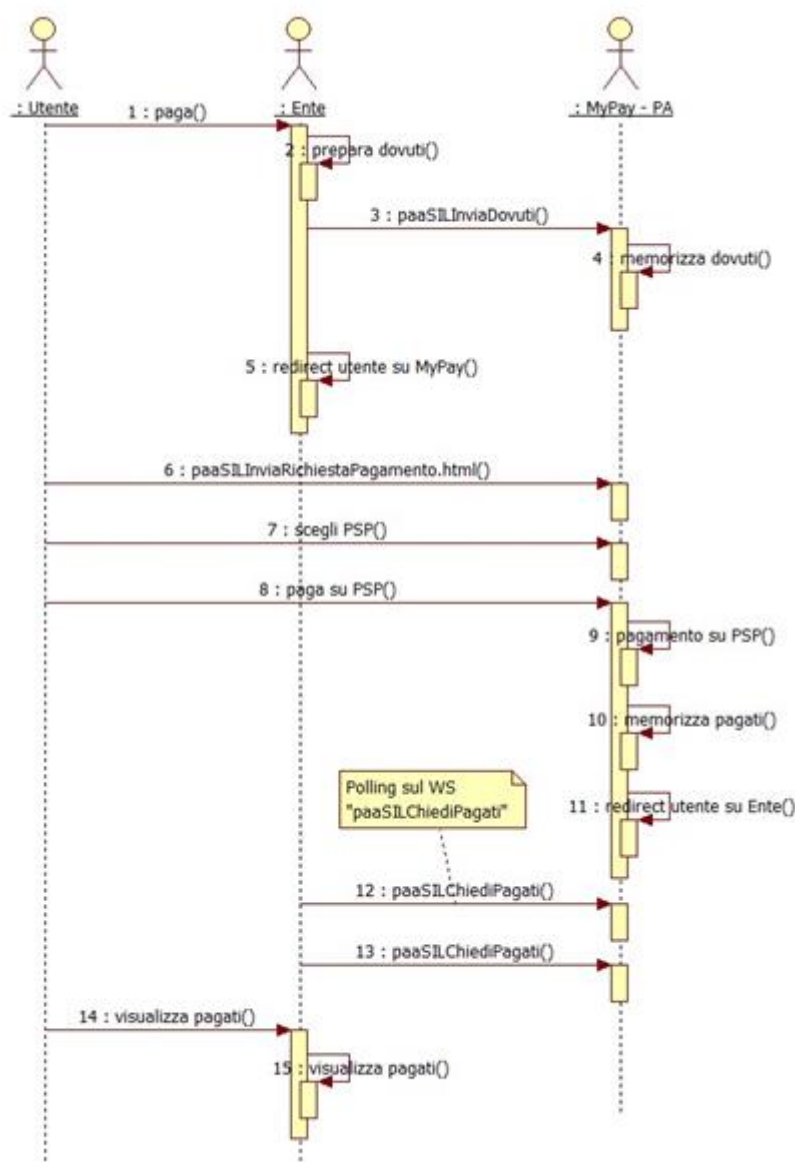 : Utente
: Ente
: MyPay - PA
1 : paga()
2 : prepara dovuti()
3 : paaSILInviaDovuti()
4 : memorizza dovuti()
5 : redirect utente su MyPay()
6 : paaSILInviaRichiestaPagamento.html()
7 : scegli PSP()
8 : paga su PSP()
9 : pagamento su PSP()
10 : memorizza pagati()
Polling sul WS
"paaSILChiediPagati"
11 : redirect utente su Ente()
12 : paaSILChiediPagati()
13 : paaSILChiediPagati()
14 : visualizza pagati()
15 : visualizza pagati()